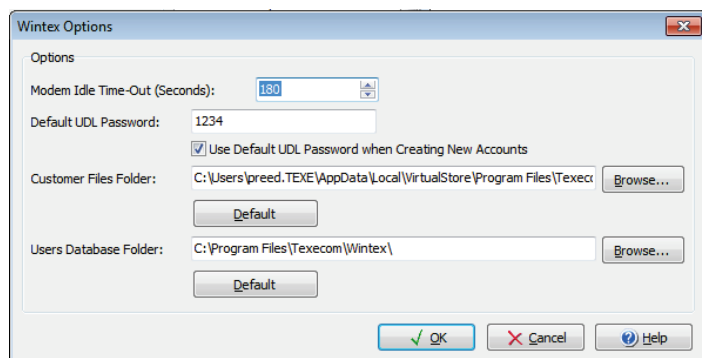 Wintex Options
Options
Modem Idle Time-Out (Seconds): 180
Default UDL Password: 1234
Use Default UDL Password when Creating New Accounts
Customer Files Folder: C:\Users\preed.TEXE\AppData\Local\VirtualStore\Program Files\Texecc Browse...
Default
Users Database Folder: C:\Program Files\Texecom\Wintex\ Browse...
Default
OK Cancel Help